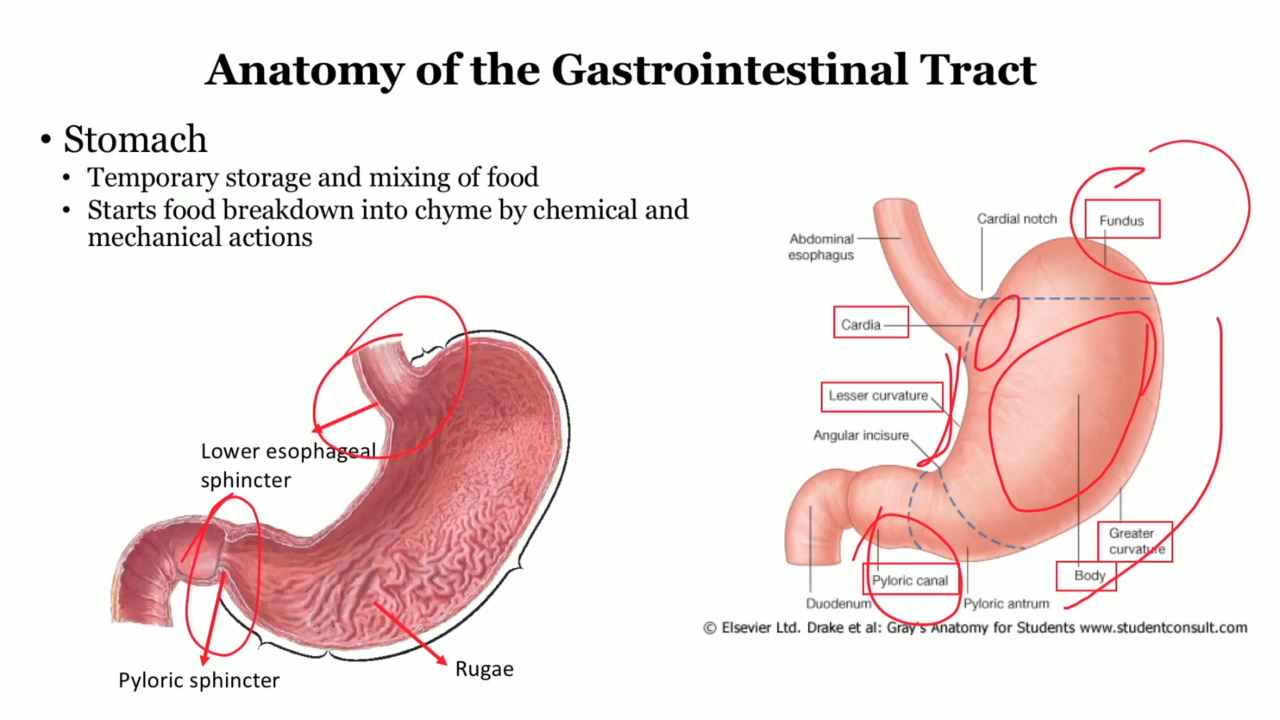 Anatomy of the Gastrointestinal Tract
• Stomach
• Temporary storage and mixing of food
• Starts food breakdown into chyme by chemical and
mechanical actions
Lower esophageal
sphincter
Pyloric sphincter
Rugae
Cardial notch
Fundus
Abdominal
esophagus
Cardia
Lesser curvature
Angular incisure
Greater
curvature
Body
Pyloric canal
Duodenum
Pyloric antrum
© Elsevier Ltd. Drake et al: Gray's Anatomy for Students www.studentconsult.com